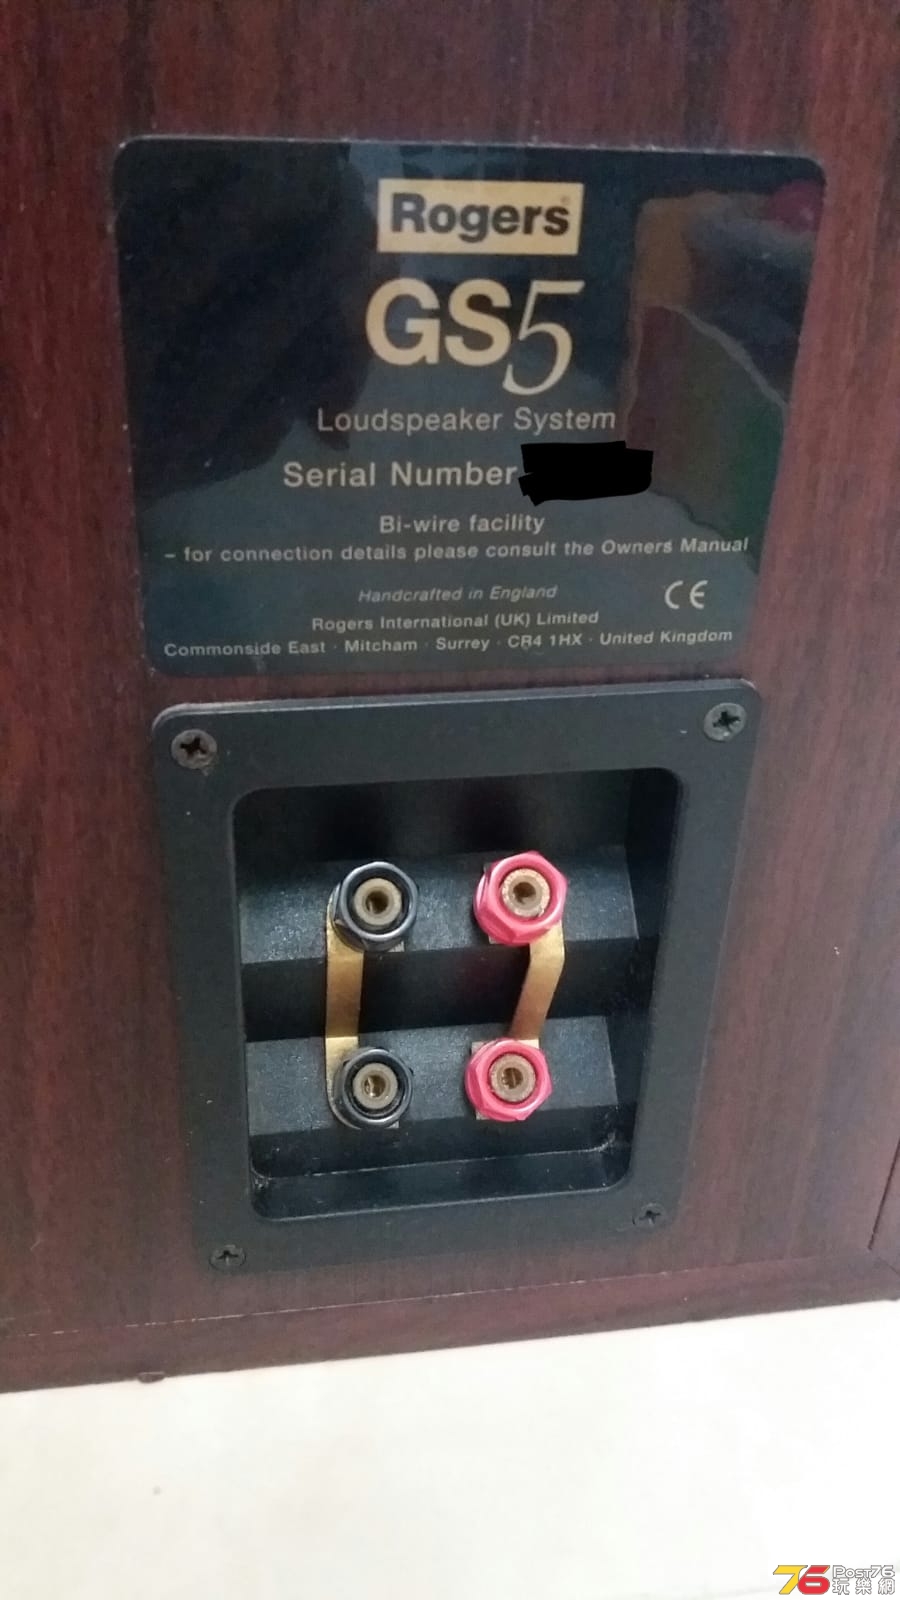 Rogers
GS5
Loudspeaker System
Serial Number
Bi-wire facility
– for connection details please consult the Owners Manual
Handcrafted in England
CE
Rogers International (UK) Limited
Commonside East · Mitcham · Surrey · CR4 1HX · United Kingdom
76 Post76
玩樂網